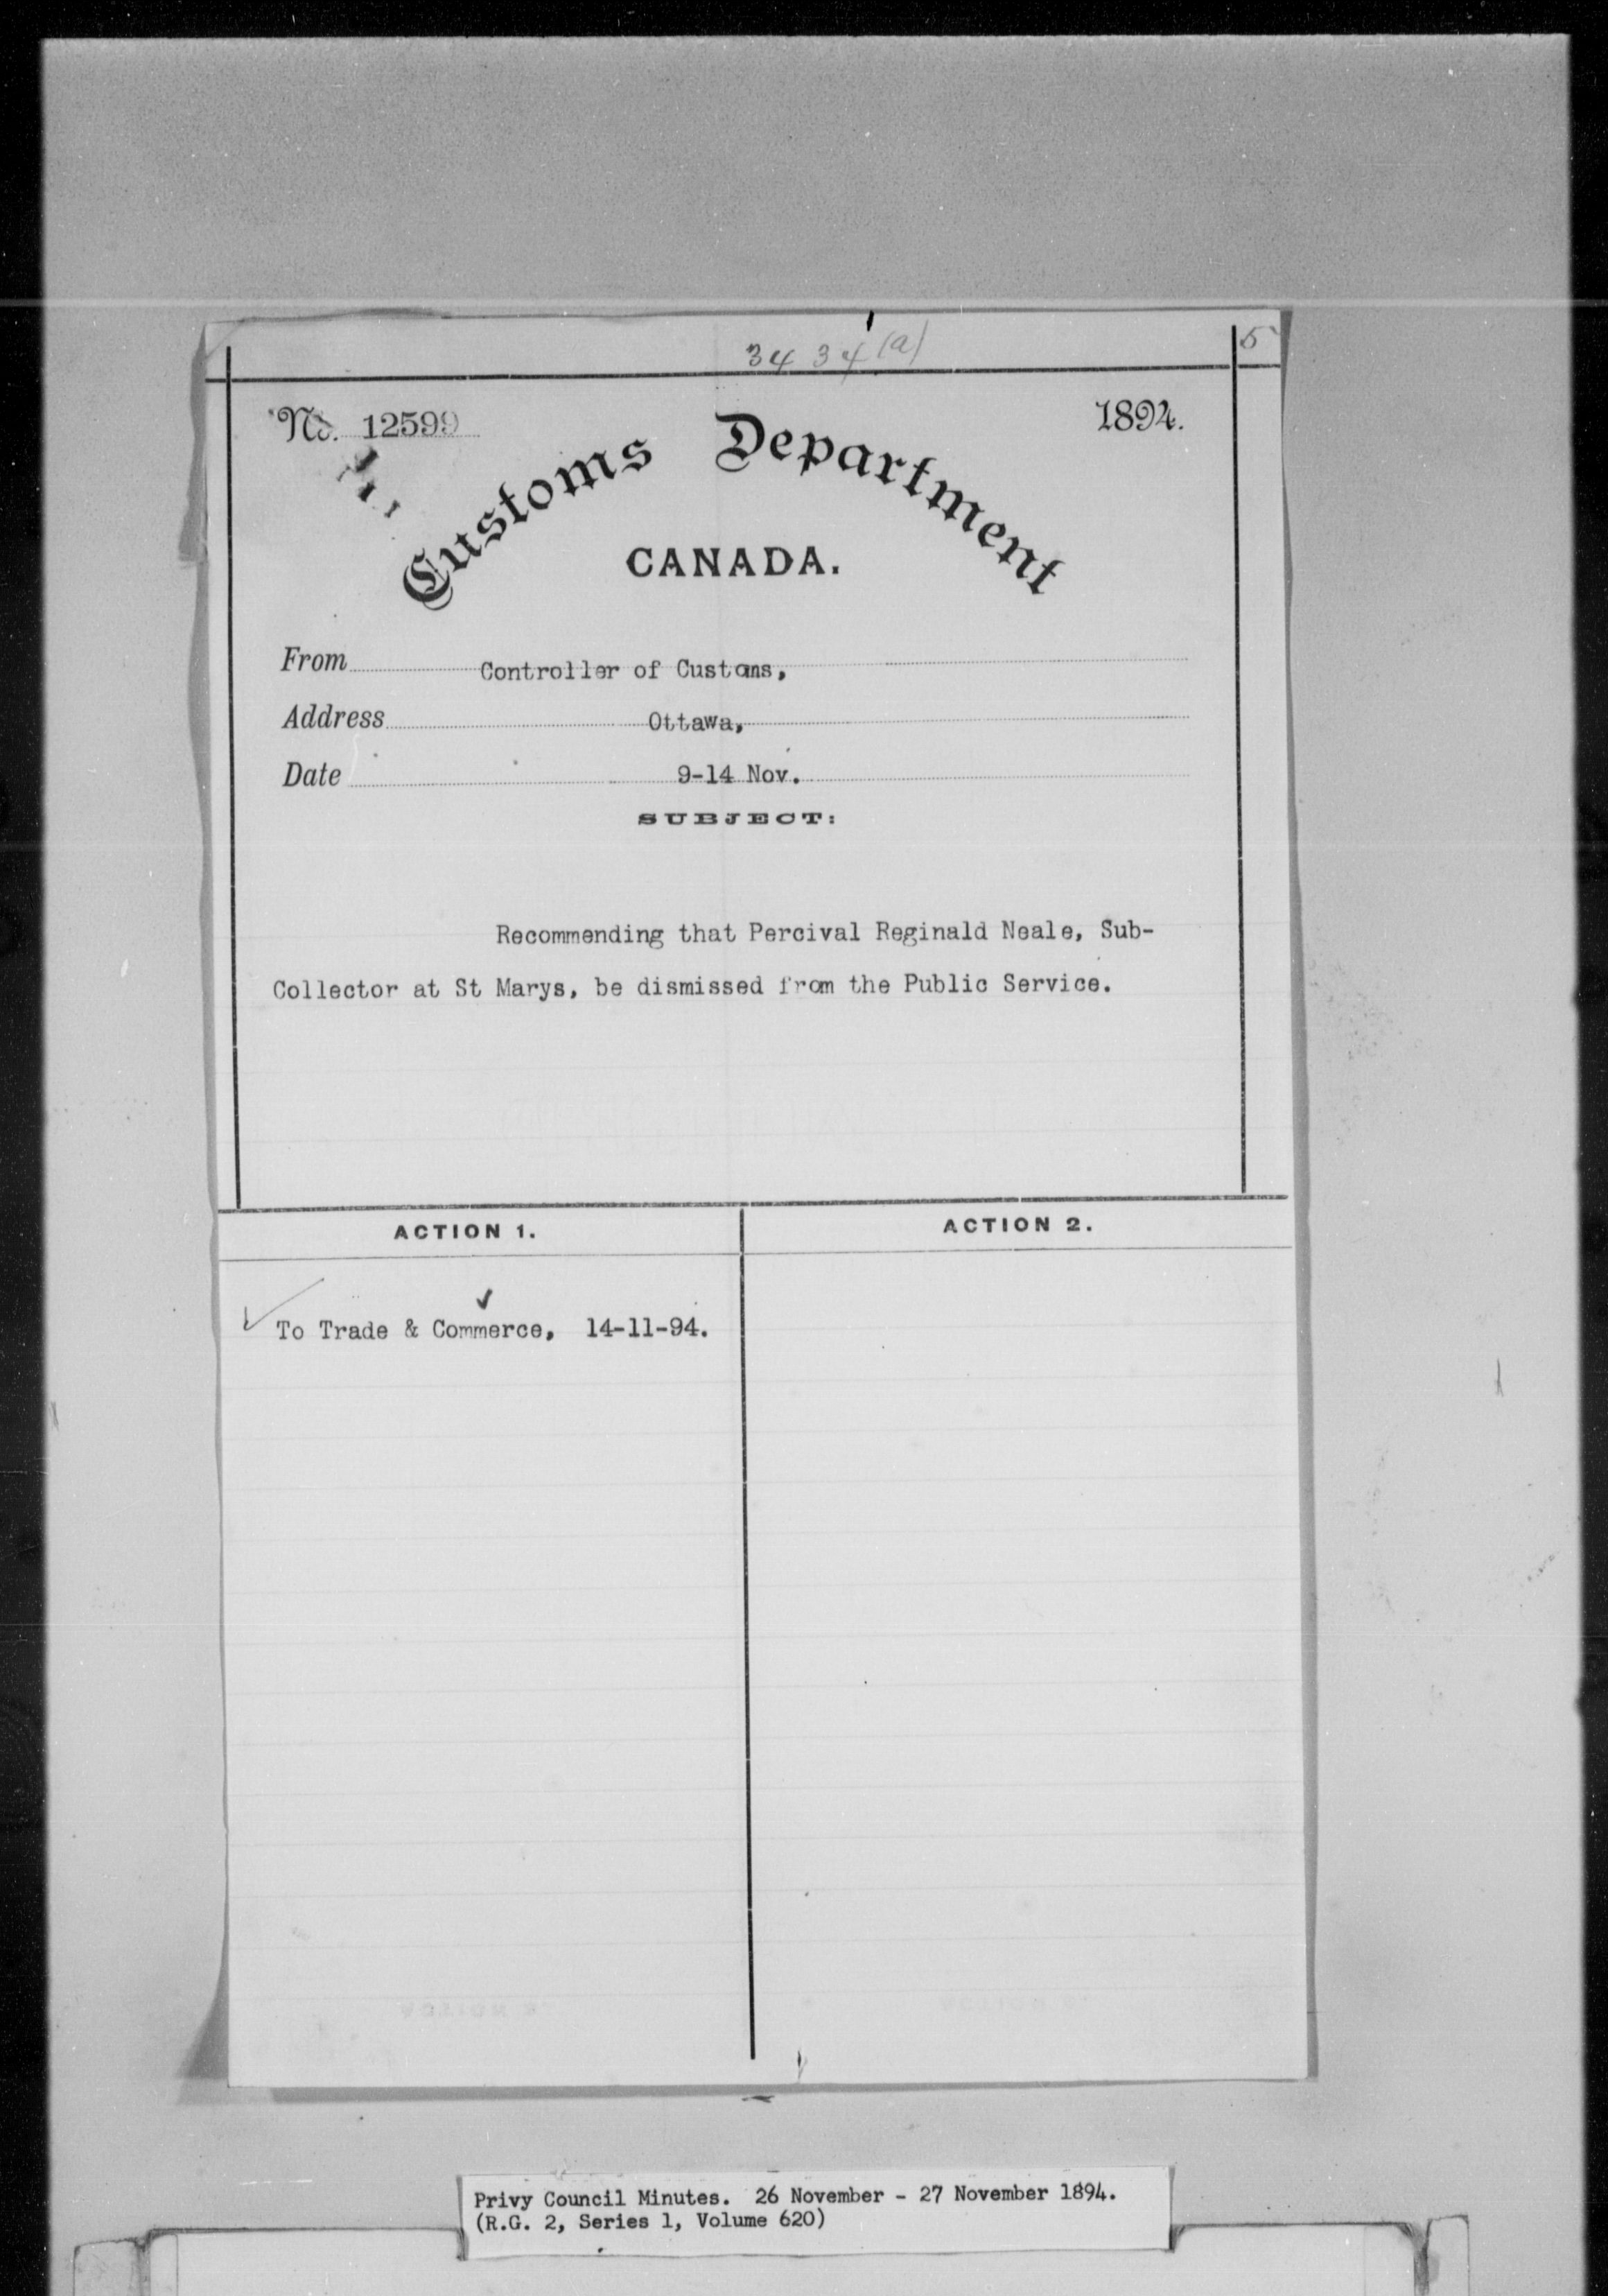 3434(a)
5
No. 12599
1894.
Customs Department
CANADA.
From Controller of Customs,
Address Ottawa,
Date 9-14 Nov.
SUBJECT:
Recommending that Percival Reginald Neale, Sub-
Collector at St Marys, be dismissed from the Public Service.
ACTION 1.
ACTION 2.
To Trade & Commerce, 14-11-94.
Privy Council Minutes. 26 November - 27 November 1894.
(R.G. 2, Series 1, Volume 620)